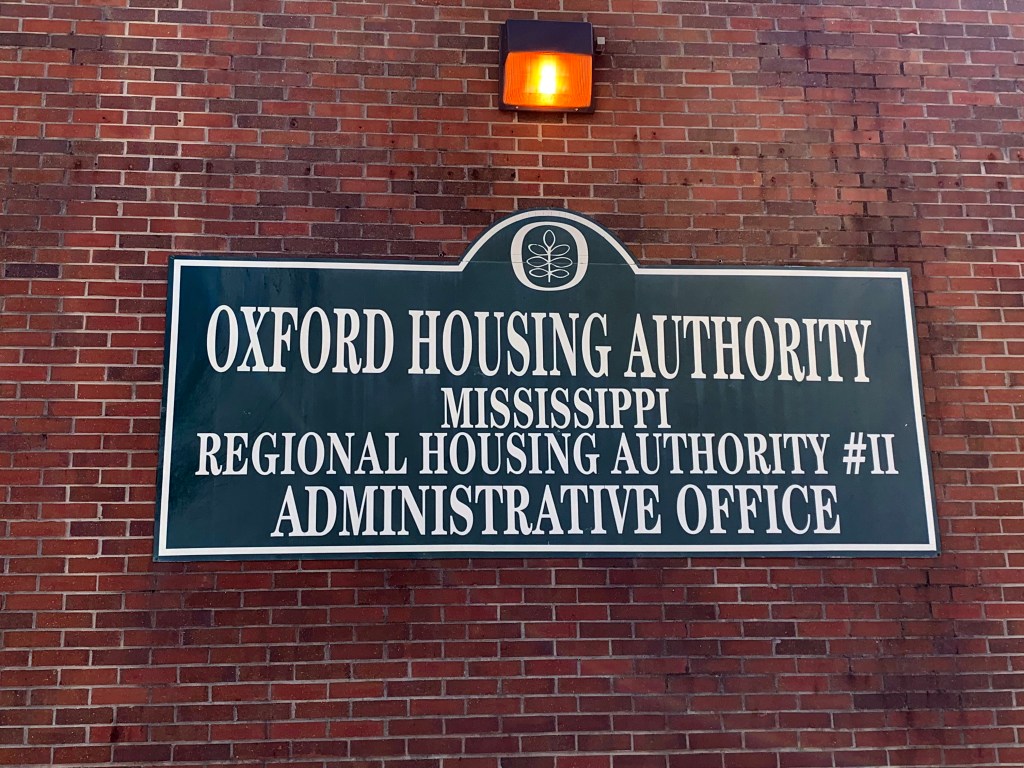 O
OXFORD HOUSING AUTHORITY
MISSISSIPPI
REGIONAL HOUSING AUTHORITY #II
ADMINISTRATIVE OFFICE